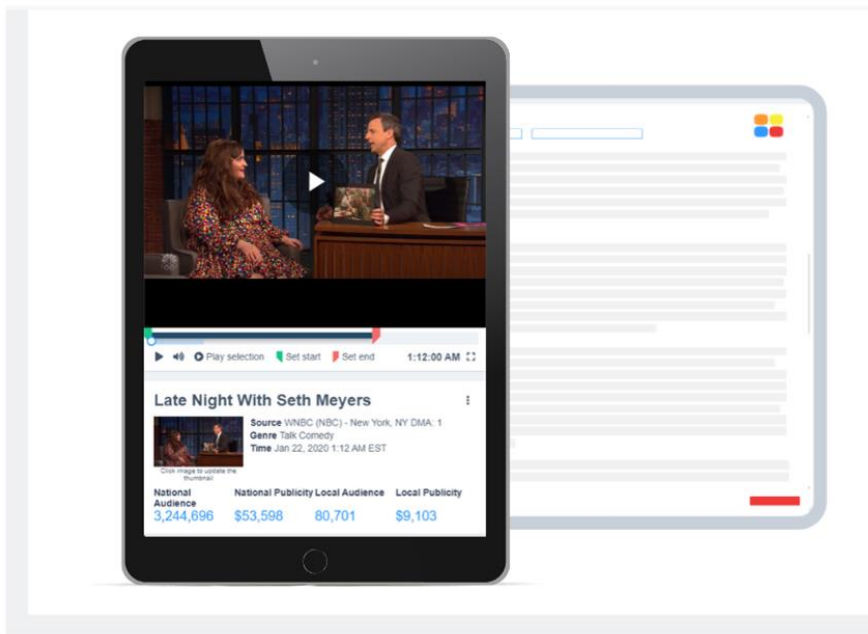 Play selection Set start Set end 1:12:00 AM
Late Night With Seth Meyers
Source WNBC (NBC) - New York, NY DMA: 1
Genre Talk Comedy
Time Jan 22, 2020 1:12 AM EST
Click image to update the
thumbnail
National
Audience National Publicity Local Audience Local Publicity
3,244,696 $53,598 80,701 $9,103